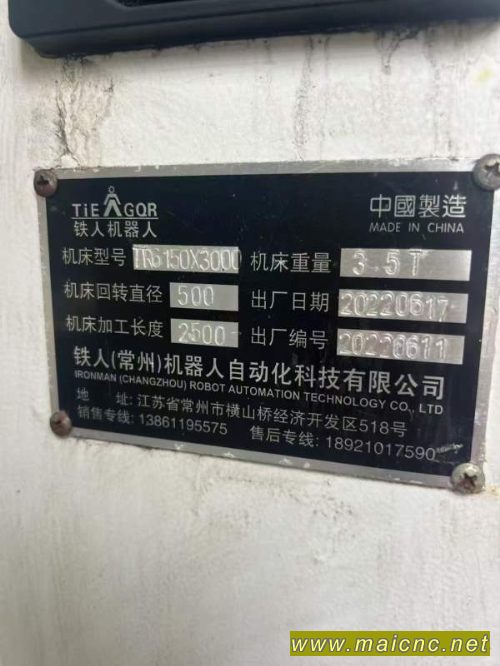 TiEAGOR
铁人机器人
中國製造
MADE IN CHINA
机床型号 TR6150X3000 机床重量 3.5T
机床回转直径 500 出厂日期 20220617
机床加工长度 2500 出厂编号 20220611
铁人(常州)机器人自动化科技有限公司
IRONMAN (CHANGZHOU) ROBOT AUTOMATION TECHNOLOGY CO., LTD
地 址:江苏省常州市横山桥经济开发区518号
销售专线: 13861195575 售后专线: 18921017590
www.maicnc.net